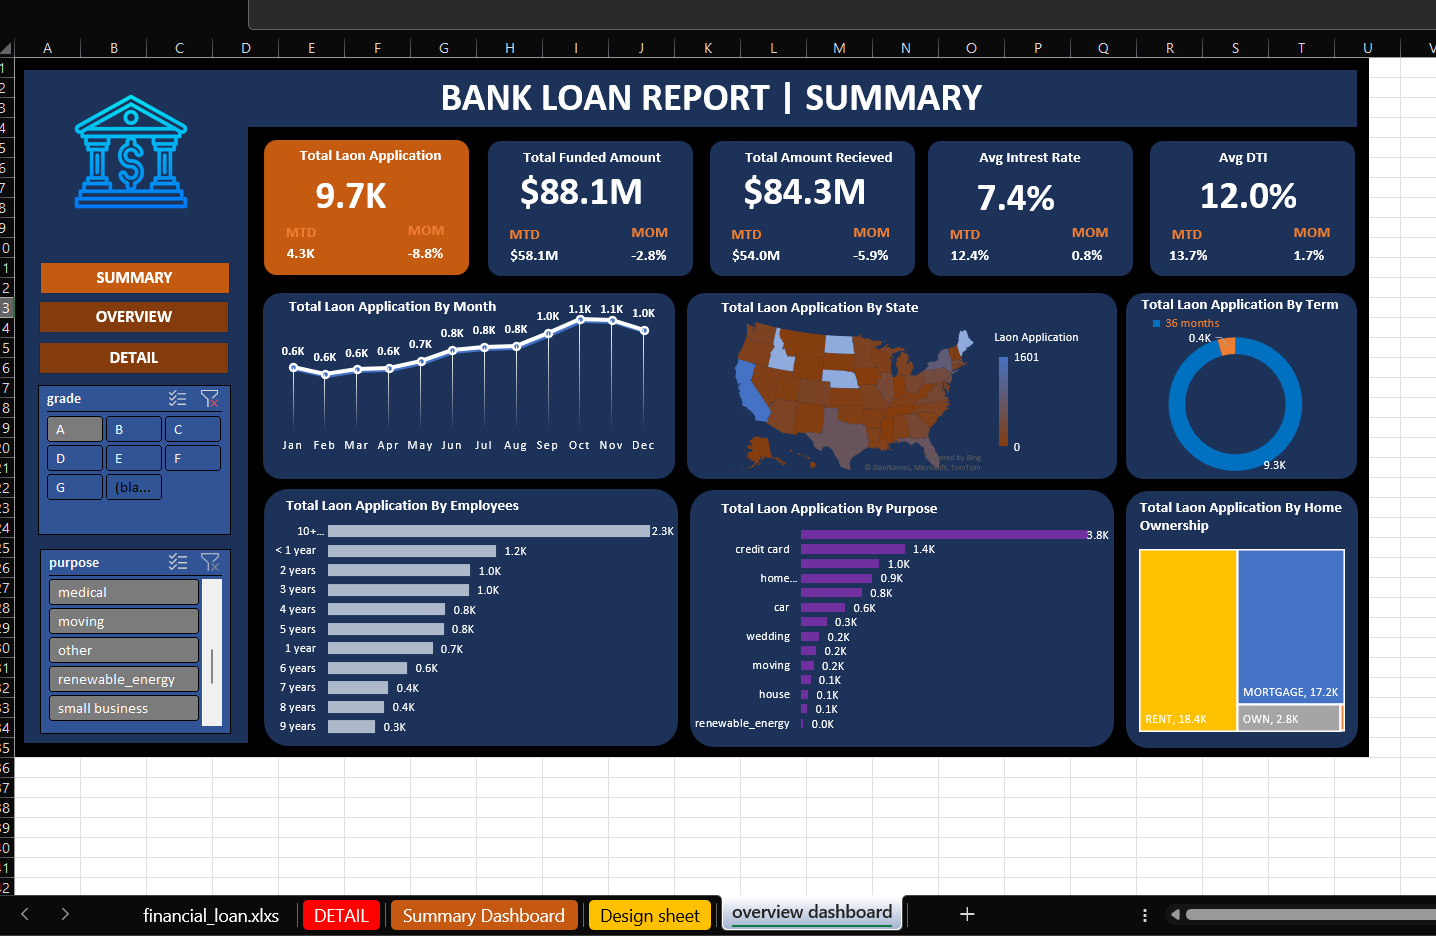 A B C D E F G H I J K L M N O P Q R S T U V
BANK LOAN REPORT | SUMMARY
SUMMARY
OVERVIEW
DETAIL
grade
A B C
D E F
G (bla...
purpose
medical
moving
other
renewable_energy
small business
Total Laon Application
9.7K
MTD MOM
4.3K -8.8%
Total Funded Amount
$88.1M
MTD MOM
$58.1M -2.8%
Total Amount Recieved
$84.3M
MTD MOM
$54.0M -5.9%
Avg Intrest Rate
7.4%
MTD MOM
12.4% 0.8%
Avg DTI
12.0%
MTD MOM
13.7% 1.7%
Total Laon Application By Month
0.6K 0.6K 0.6K 0.6K 0.7K 0.8K 0.8K 0.8K 1.0K 1.1K 1.1K 1.0K
Jan Feb Mar Apr May Jun Jul Aug Sep Oct Nov Dec
Total Laon Application By State
Laon Application
1601
0
Powered by Bing
© GeoNames, Microsoft, TomTom
Total Laon Application By Term
36 months
0.4K
9.3K
Total Laon Application By Employees
10+... 2.3K
< 1 year 1.2K
2 years 1.0K
3 years 1.0K
4 years 0.8K
5 years 0.8K
1 year 0.7K
6 years 0.6K
7 years 0.4K
8 years 0.4K
9 years 0.3K
Total Laon Application By Purpose
3.8K
credit card 1.4K
1.0K
home... 0.9K
0.8K
car 0.6K
0.3K
wedding 0.2K
0.2K
moving 0.2K
0.1K
house 0.1K
0.1K
renewable_energy 0.0K
Total Laon Application By Home
Ownership
MORTGAGE, 17.2K
RENT, 18.4K
OWN, 2.8K
financial_loan.xlxs DETAIL Summary Dashboard Design sheet overview dashboard